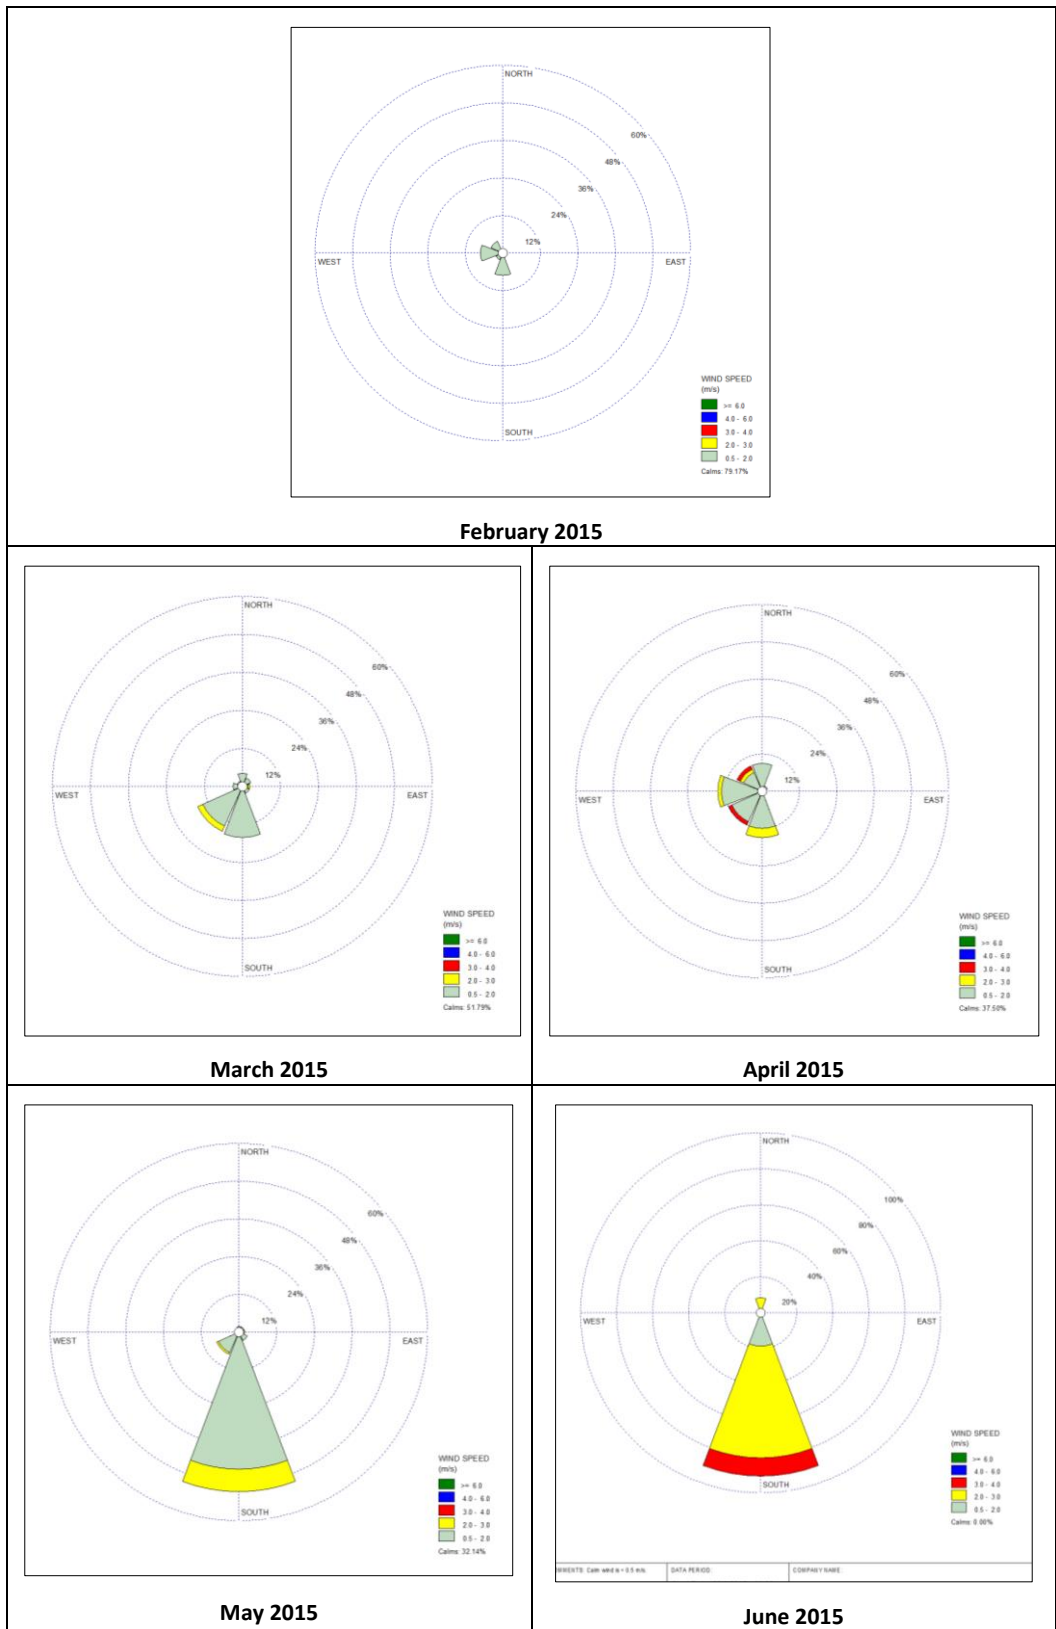 NORTH
60%
48%
36%
24%
12%
WEST
EAST
SOUTH
WIND SPEED
(m/s)
>= 6.0
4.0 - 6.0
3.0 - 4.0
2.0 - 3.0
0.5 - 2.0
Calms: 79.17%
February 2015
NORTH
60%
48%
36%
24%
12%
WEST
EAST
SOUTH
WIND SPEED
(m/s)
>= 6.0
4.0 - 6.0
3.0 - 4.0
2.0 - 3.0
0.5 - 2.0
Calms: 51.79%
March 2015
NORTH
60%
48%
36%
24%
12%
WEST
EAST
SOUTH
WIND SPEED
(m/s)
>= 6.0
4.0 - 6.0
3.0 - 4.0
2.0 - 3.0
0.5 - 2.0
Calms: 37.50%
April 2015
NORTH
60%
48%
36%
24%
12%
WEST
EAST
SOUTH
WIND SPEED
(m/s)
>= 6.0
4.0 - 6.0
3.0 - 4.0
2.0 - 3.0
0.5 - 2.0
Calms: 32.14%
May 2015
NORTH
100%
80%
60%
40%
20%
WEST
EAST
SOUTH
WIND SPEED
(m/s)
>= 6.0
4.0 - 6.0
3.0 - 4.0
2.0 - 3.0
0.5 - 2.0
Calms: 0.00%
Calm wind is < 0.5 m/s
DATA PERIOD:
COMPANY NAME:
June 2015